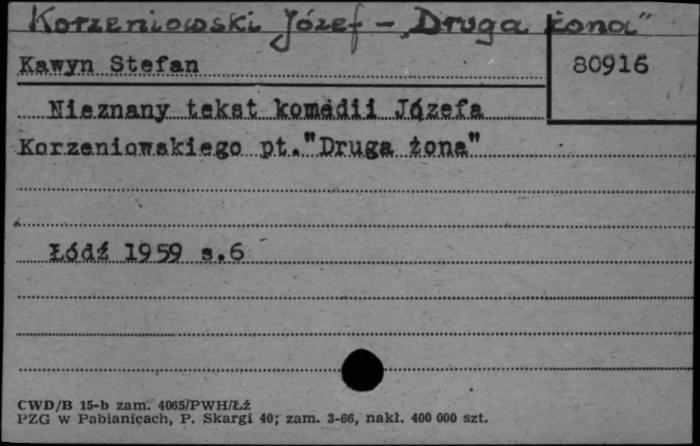 Korzeniowski Józef - „Druga żona"
Kawyn Stefan
80916
Nieznany tekst komedii Józefa
Korzeniowskiego pt."Druga żona"
Łódź 1959 s.6
CWD/B 15-b zam. 4065/PWH/Łż
PZG w Pabianicach, P. Skargi 40; zam. 3-66, nakł. 400 000 szt.